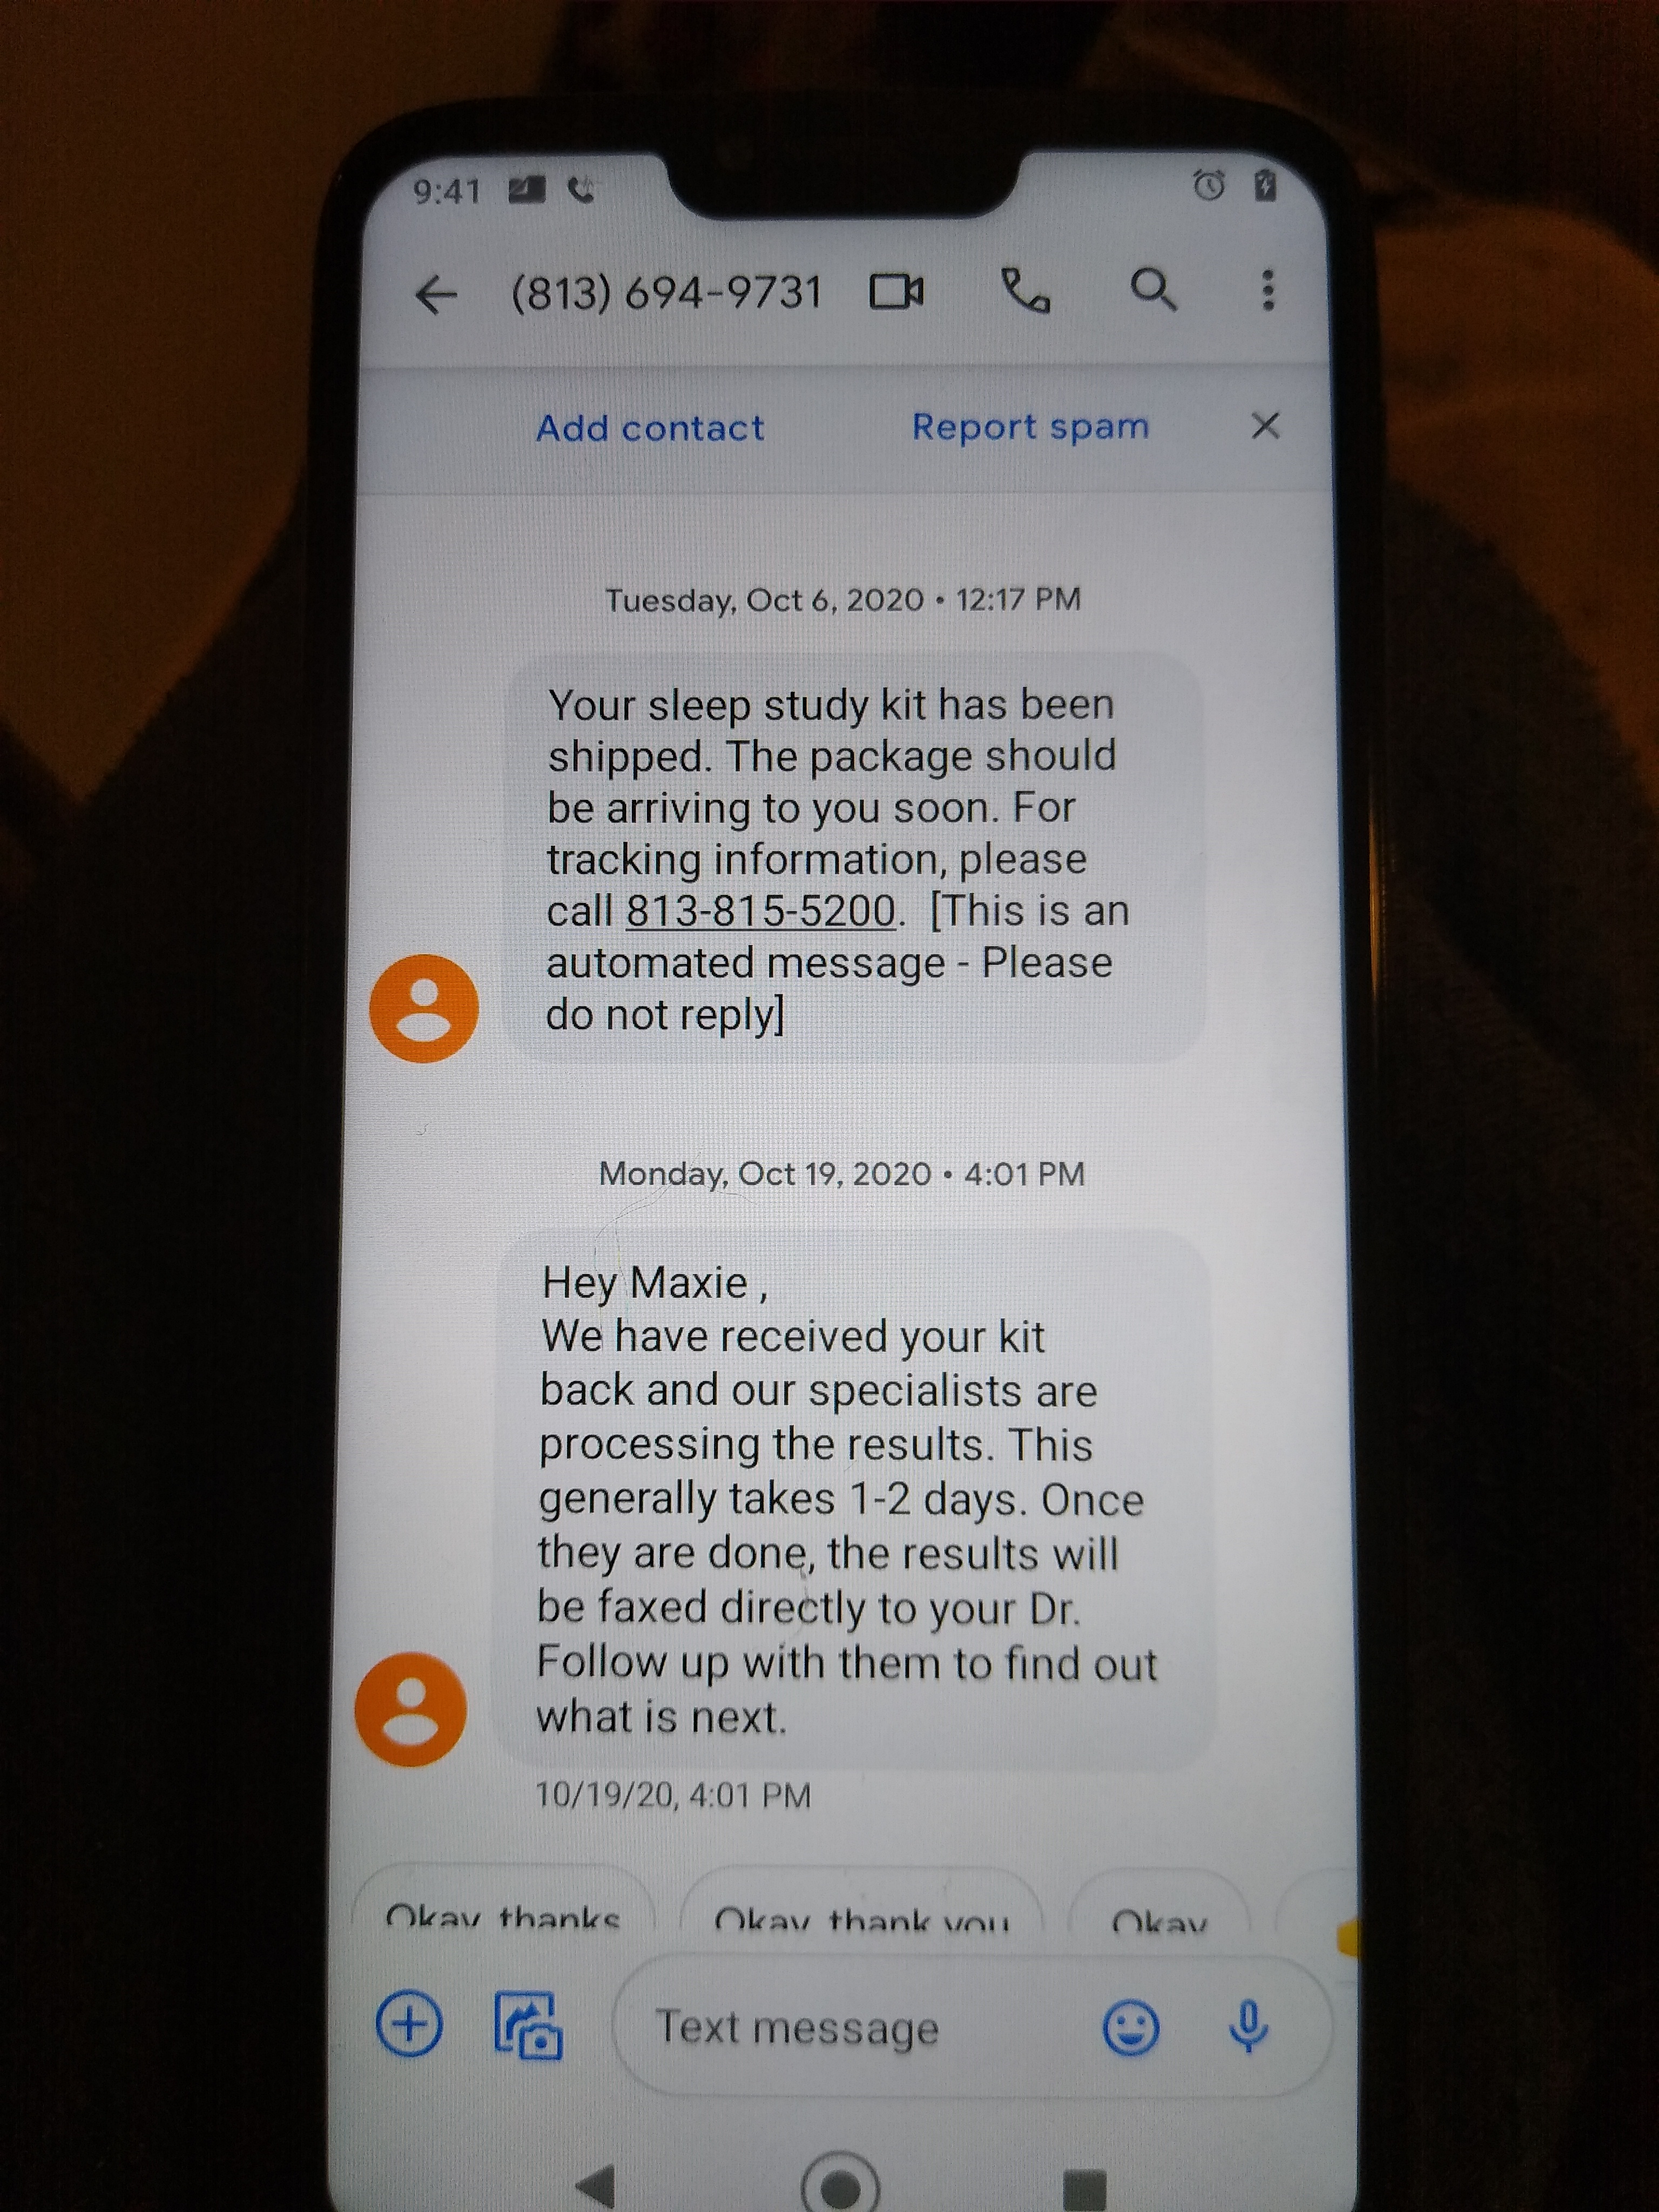 9:41
(813) 694-9731
Add contact Report spam
Tuesday, Oct 6, 2020 • 12:17 PM
Your sleep study kit has been
shipped. The package should
be arriving to you soon. For
tracking information, please
call 813-815-5200. [This is an
automated message - Please
do not reply]
Monday, Oct 19, 2020 • 4:01 PM
Hey Maxie ,
We have received your kit
back and our specialists are
processing the results. This
generally takes 1-2 days. Once
they are done, the results will
be faxed directly to your Dr.
Follow up with them to find out
what is next.
10/19/20, 4:01 PM
Okay thanks Okay thank you Okay
Text message